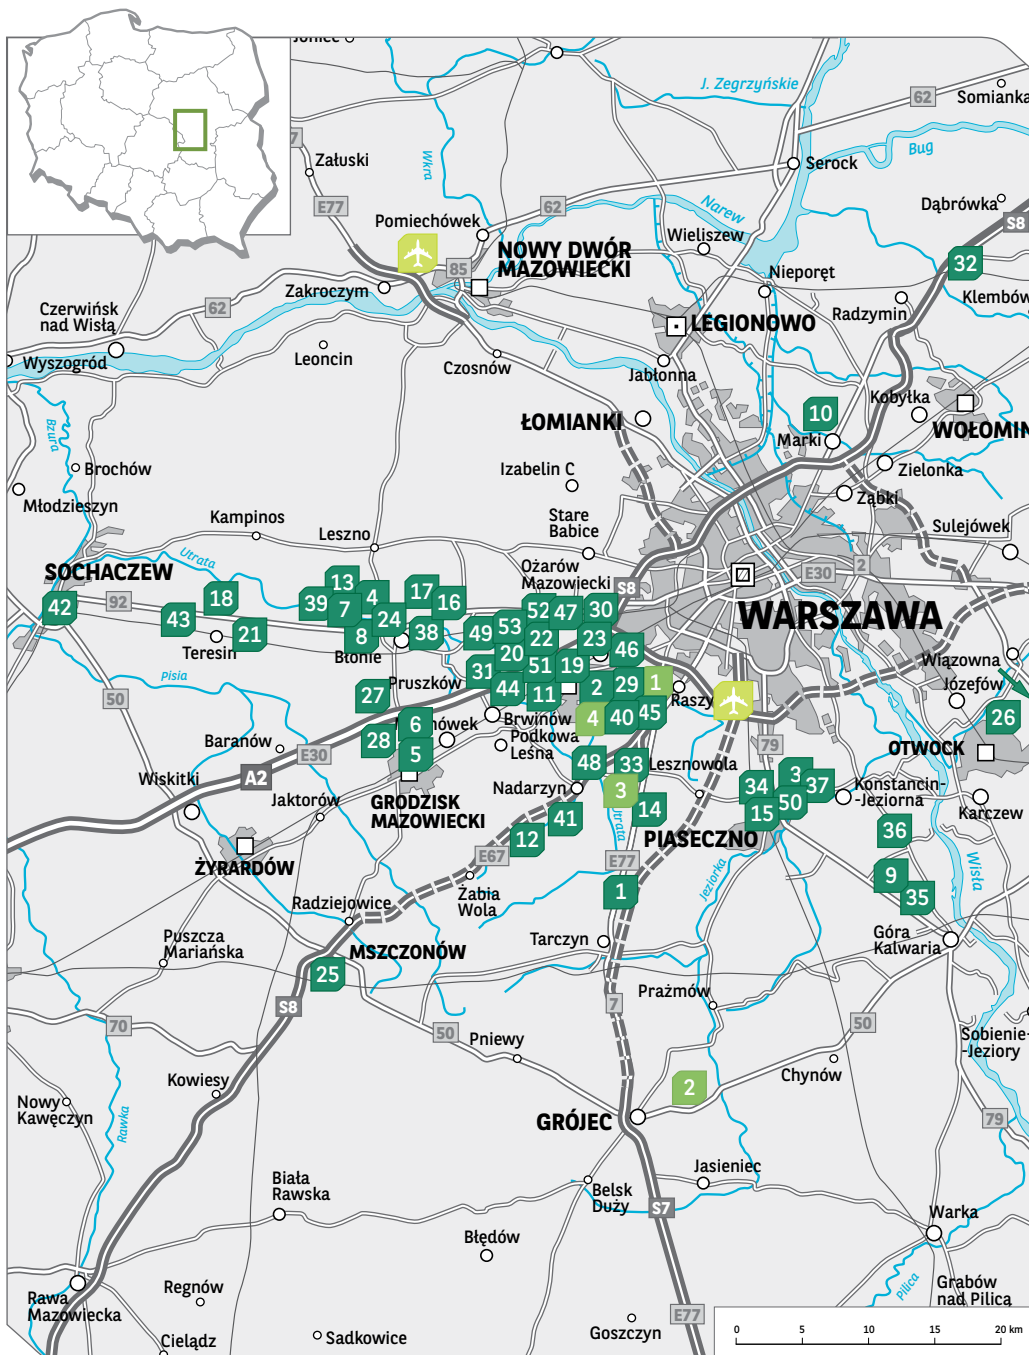 J. Zegrzyńskie
62
Somianka
Załuski
Wkra
Serock
Bug
E77
62
Narew
Dąbrówka
Pomiechówek
Wieliszew
S8
NOWY DWÓR
MAZOWIECKI
85
32
Zakroczym
Nieporęt
Klembów
Czerwińsk
nad Wisłą
62
Radzymin
LEGIONOWO
Leoncin
Wyszogród
Czosnów
Jabłonna
Kobyłka
10
ŁOMIANKI
Bzura
Marki
WOŁOMIN
Brochów
Izabelin C
Zielonka
Młodzieszyn
Ząbki
Kampinos
Leszno
Stare
Babice
Sulejówek
Utrata
Ożarów
Mazowiecki
2
SOCHACZEW
13
S8
E30
42
92
18
39
7
4
17
16
52
47
30
WARSZAWA
43
24
53
21
8
38
49
22
23
Teresin
Błonie
20
46
Wiązowna
Pisia
31
51
19
Pruszków
50
27
44
11
2
29
1
Raszy
Józefów
6
Brwinów
4
40
45
26
28
Podkowa
Leśna
Baranów
5
79
OTWOCK
E30
48
33
Lesznowola
3
A2
34
37
Konstancin-
-Jeziorna
Wiskitki
Nadarzyn
3
50
Karczew
Jaktorów
GRODZISK
MAZOWIECKI
14
15
41
Utrata
36
12
PIASECZNO
ŻYRARDÓW
E67
E77
Wisła
Jeziorka
9
Żabia
Wola
1
35
Radziejowice
Góra
Kalwaria
Puszcza
Mariańska
MSZCZONÓW
Tarczyn
25
Prażmów
S8
7
70
50
50
Pniewy
Sobienie-
-Jeziory
Chynów
Kowiesy
2
Nowy
Kawęczyn
GRÓJEC
79
Rawka
Jasieniec
Biała
Rawska
Belsk
Duży
S7
Warka
Błędów
Pilica
Regnów
Grabów
nad Pilicą
Rawa
Mazowiecka
E77
Goszczyn
Sadkowice
Cielądz
0 5 10 15 20 km